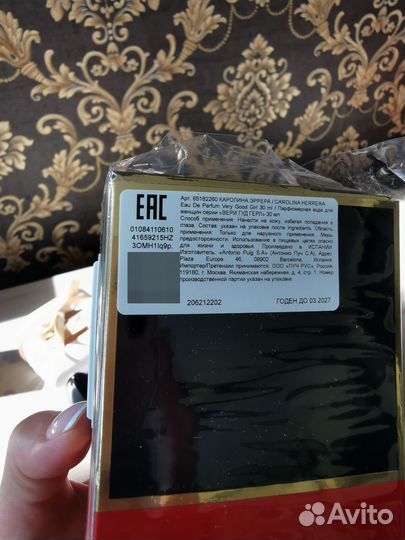 EAC
01084110610
41659215HZ
3OMH1Iq9p
Арт. 65182260 КАРОЛИНА ЭРРЕРА / CAROLINA HERRERA
Eau De Parfum Very Good Girl 30 ml / Парфюмерная вода для
женщин серии «ВЕРИ ГУД ГЕРЛ» 30 мл
Способ применения: Нанести на кожу, избегая попадания в
глаза. Состав: указан на упаковке после ingredients. Область
применения: Только для наружного применения. Меры
предосторожности: Использование в пищевых целях опасно
для жизни и здоровья. Произведено в ИСПАНИИ
Изготовитель: «Antonio Puig S.A» (Антонио Пуч С.А), Адрес:
Plaza Europa 46, 08902 Barcelona, Испания
Импортер/Претензии принимаются: ООО «ПУЧ РУС», Россия,
119180, г. Москва, Якиманская набережная, д. 4, стр. 1. Номер
производственной партии указан на упаковке.
206212202
ГОДЕН ДО 03.2027
Avito